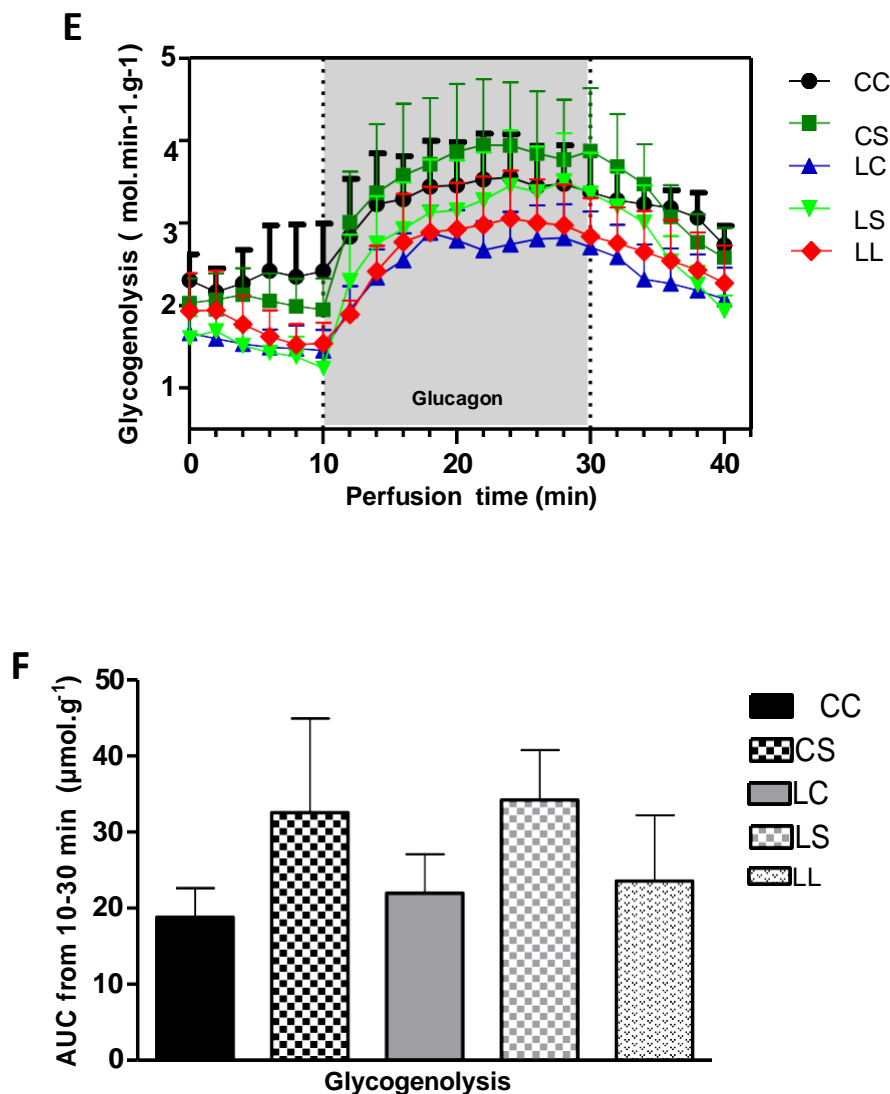 E
Glycogenolysis ( mol.min-1.g-1)
5
4
3
2
1
0 10 20 30 40
Glucagon
Perfusion time (min)
CC
CS
LC
LS
LL
F
AUC from 10-30 min (µmol.g-1)
50
40
30
20
10
0
Glycogenolysis
CC
CS
LC
LS
LL